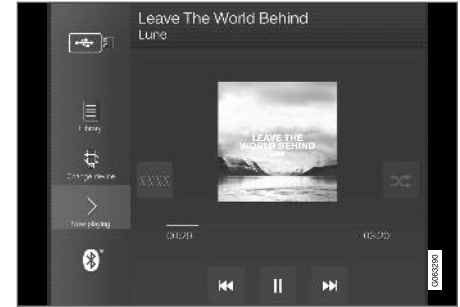 Leave The World Behind
Lune
Library
Change device
Now playing
LEAVE THE
WORLD BEHIND
XXXX
00:29
03:20
G063290